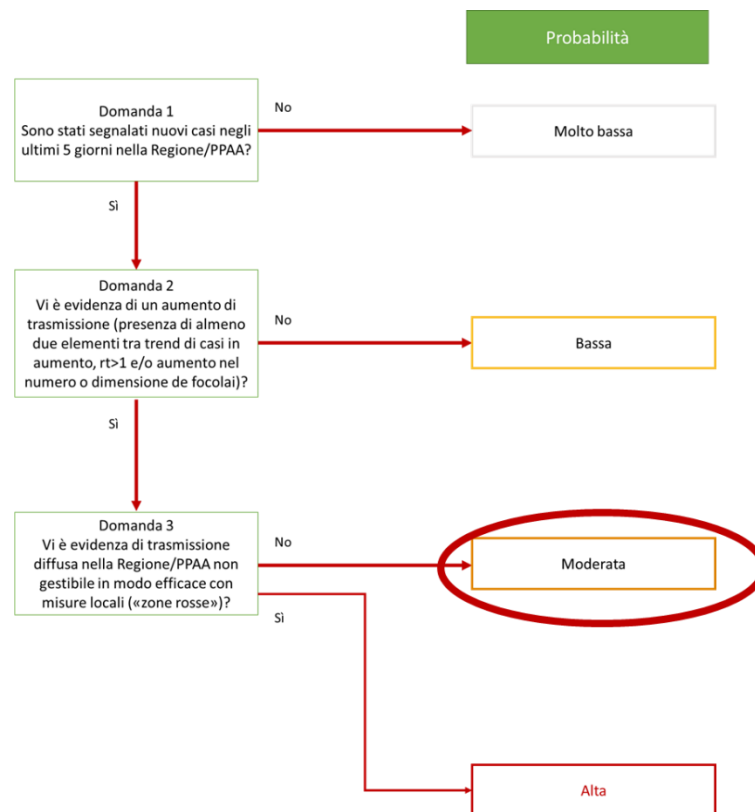 Probabilità
Domanda 1
Sono stati segnalati nuovi casi negli
ultimi 5 giorni nella Regione/PPAA?
No
Molto bassa
Sì
Domanda 2
Vi è evidenza di un aumento di
trasmissione (presenza di almeno
due elementi tra trend di casi in
aumento, rt>1 e/o aumento nel
numero o dimensione de focolai)?
No
Bassa
Sì
Domanda 3
Vi è evidenza di trasmissione
diffusa nella Regione/PPAA non
gestibile in modo efficace con
misure locali («zone rosse»)?
No
Moderata
Sì
Alta